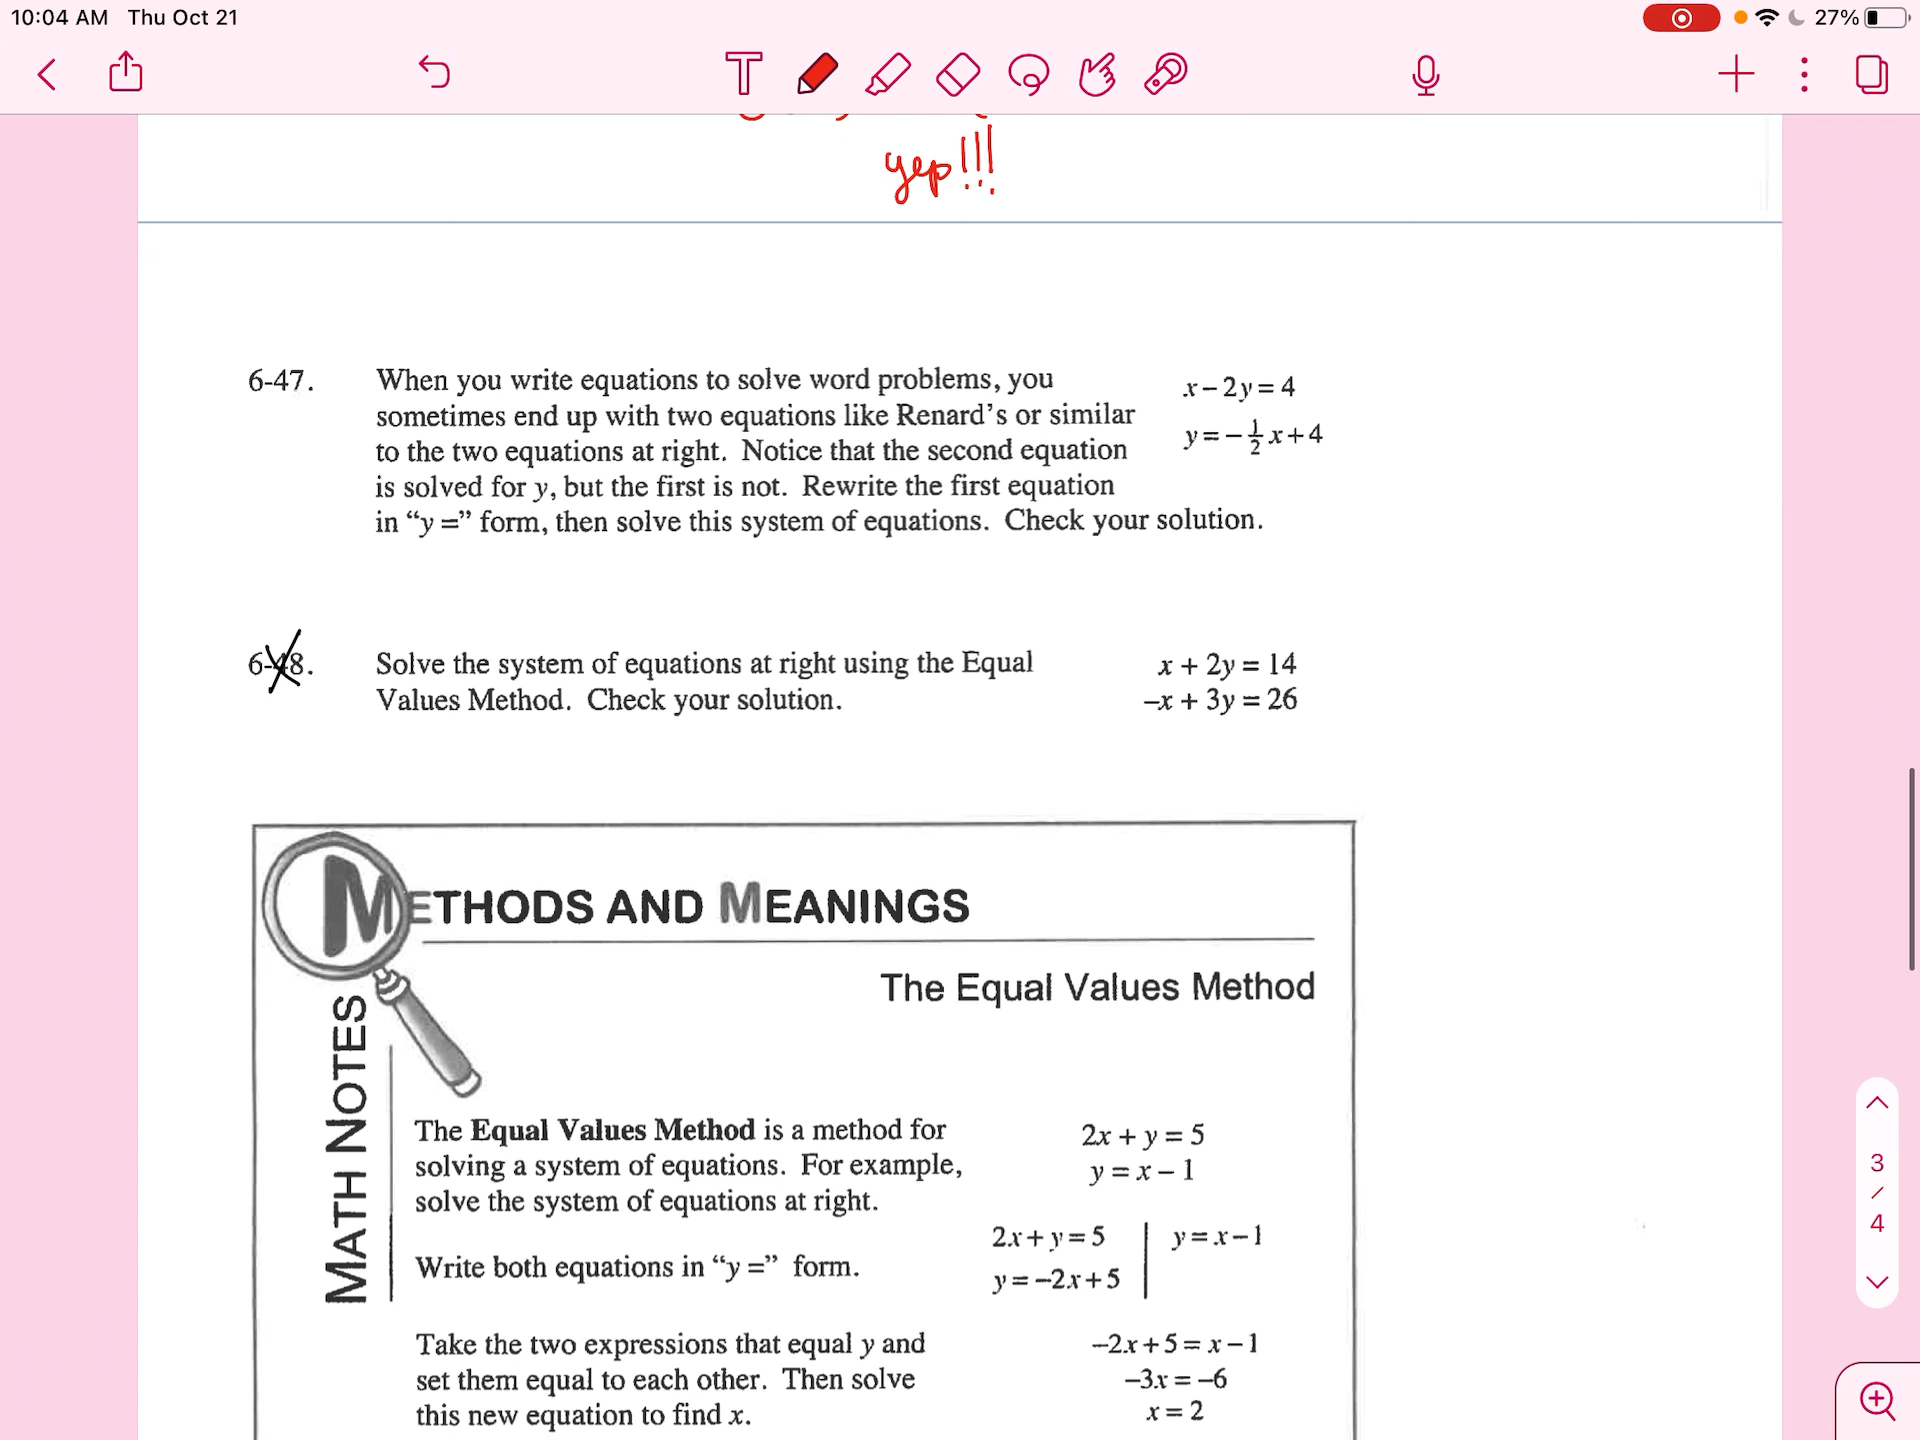 10:04 AM Thu Oct 21
27%
T
yep!!!
6-47. When you write equations to solve word problems, you
sometimes end up with two equations like Renard's or similar
to the two equations at right. Notice that the second equation
is solved for y, but the first is not. Rewrite the first equation
in “y =” form, then solve this system of equations. Check your solution.
x − 2y = 4
y = − 1/2 x + 4
6-48. Solve the system of equations at right using the Equal
Values Method. Check your solution.
x + 2y = 14
−x + 3y = 26
METHODS AND MEANINGS
MATH NOTES
The Equal Values Method
The Equal Values Method is a method for
solving a system of equations. For example,
solve the system of equations at right.
2x + y = 5
y = x − 1
Write both equations in “y =” form.
2x + y = 5 | y = x − 1
y = −2x + 5
Take the two expressions that equal y and
set them equal to each other. Then solve
this new equation to find x.
−2x + 5 = x − 1
−3x = −6
x = 2
3
/
4